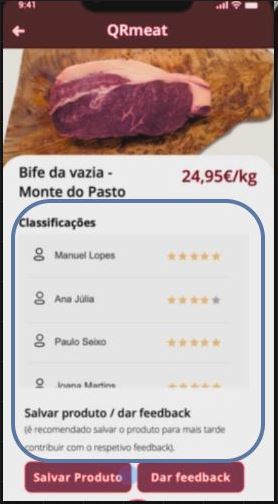 9:41
QRmeat
Bife da vazia - 24,95€/kg
Monte do Pasto
Classificações
Manuel Lopes
Ana Júlia
Paulo Seixo
Joana Martins
Salvar produto / dar feedback
(é recomendado salvar o produto para mais tarde
contribuir com o respetivo feedback).
Salvar Produto Dar feedback